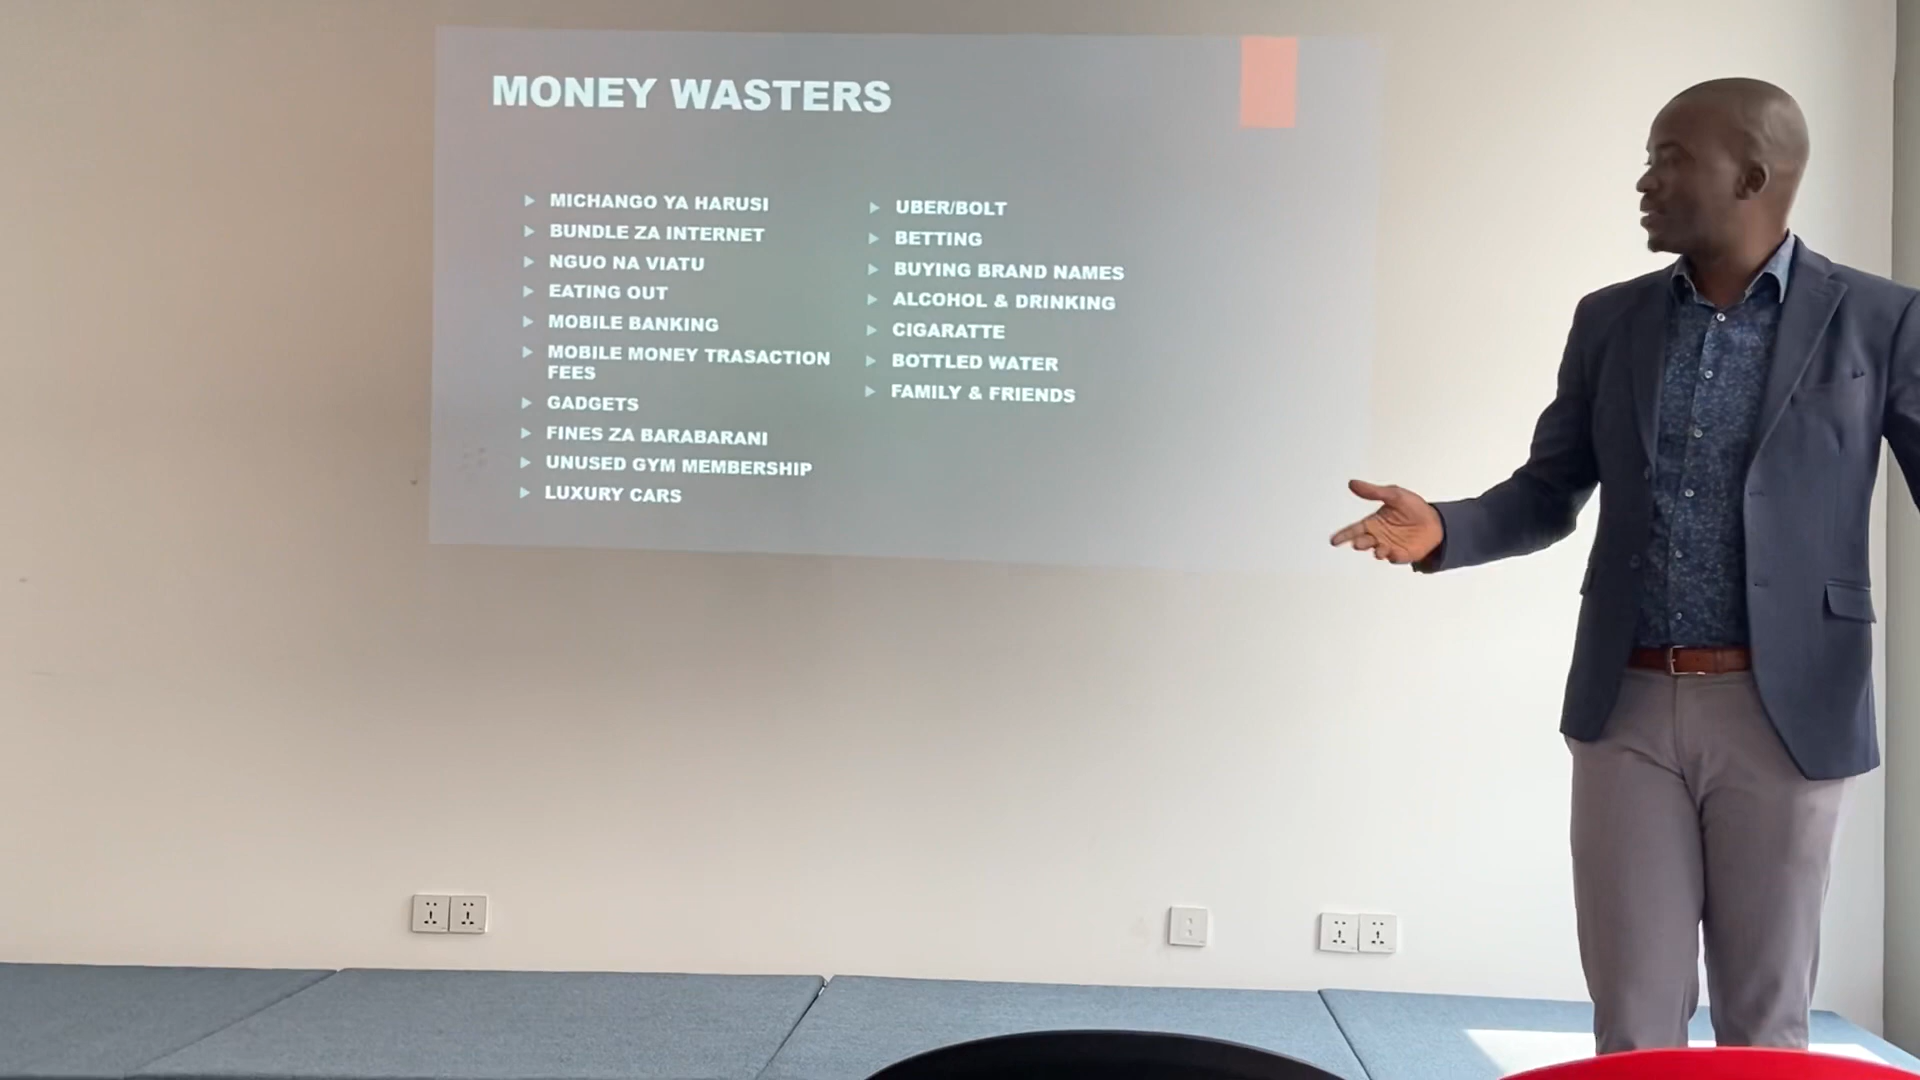 MONEY WASTERS
MICHANGO YA HARUSI
BUNDLE ZA INTERNET
NGUO NA VIATU
EATING OUT
MOBILE BANKING
MOBILE MONEY TRASACTION
FEES
GADGETS
FINES ZA BARABARANI
UNUSED GYM MEMBERSHIP
LUXURY CARS
UBER/BOLT
BETTING
BUYING BRAND NAMES
ALCOHOL & DRINKING
CIGARATTE
BOTTLED WATER
FAMILY & FRIENDS